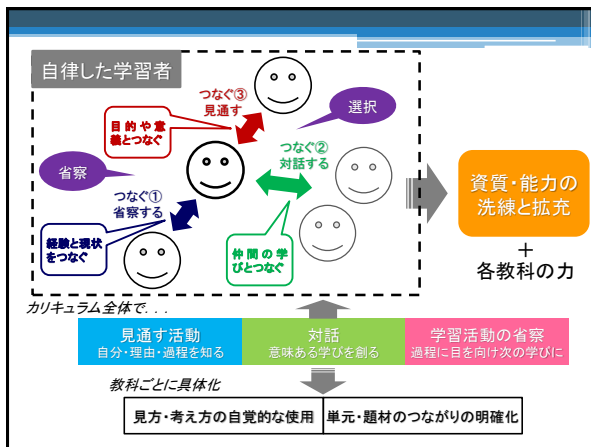 自律した学習者
つなぐ③
見通す
選択
目的や意
義とつなぐ
つなぐ②
対話する
省察
つなぐ①
省察する
経験と現状
をつなぐ
仲間の学
びとつなぐ
資質・能力の
洗練と拡充
+
各教科の力
カリキュラム全体で...
見通す活動
自分・理由・過程を知る
対話
意味ある学びを創る
学習活動の省察
過程に目を向け次の学びに
教科ごとに具体化
見方・考え方の自覚的な使用
単元・題材のつながりの明確化